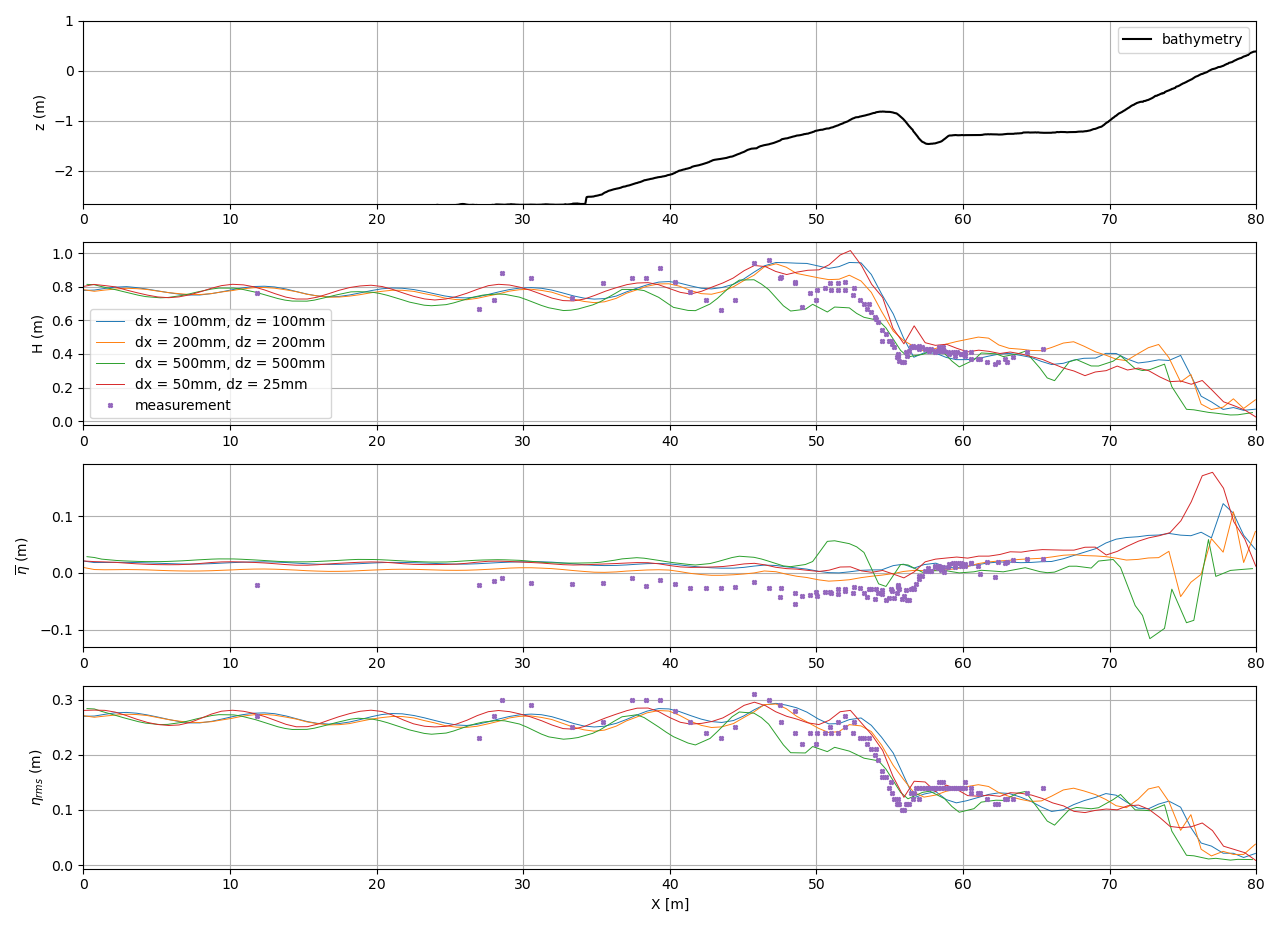 1
0
−1
−2
z (m)
bathymetry
0 10 20 30 40 50 60 70 80
1.0
0.8
0.6
0.4
0.2
0.0
H (m)
dx = 100mm, dz = 100mm
dx = 200mm, dz = 200mm
dx = 500mm, dz = 500mm
dx = 50mm, dz = 25mm
measurement
0 10 20 30 40 50 60 70 80
0.1
0.0
−0.1
η̅ (m)
0 10 20 30 40 50 60 70 80
0.3
0.2
0.1
0.0
ηrms (m)
0 10 20 30 40 50 60 70 80
X [m]